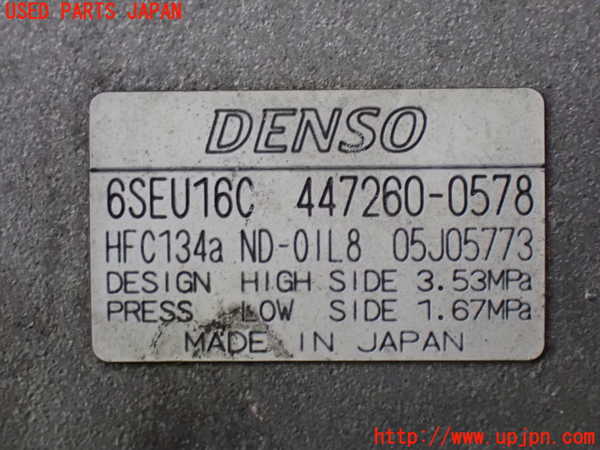 USED PARTS JAPAN
DENSO
6SEU16C 447260-0578
HFC134a ND-OIL8 05J05773
DESIGN HIGH SIDE 3.53MPa
PRESS LOW SIDE 1.67MPa
MADE IN JAPAN
(C) http://www.upjpn.com/